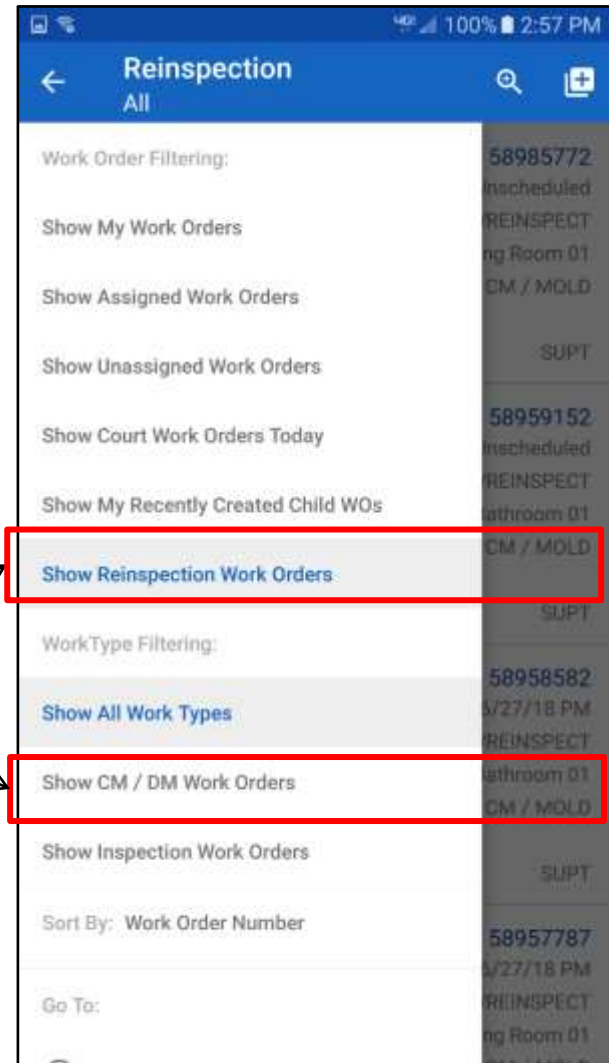 100% 2:57 PM
Reinspection
All
Work Order Filtering:
Show My Work Orders
Show Assigned Work Orders
Show Unassigned Work Orders
Show Court Work Orders Today
Show My Recently Created Child WOs
Show Reinspection Work Orders
WorkType Filtering:
Show All Work Types
Show CM / DM Work Orders
Show Inspection Work Orders
Sort By: Work Order Number
Go To:
58985772
nscheduled
/REINSPECT
ng Room 01
CM / MOLD
SUPT
58959152
nscheduled
/REINSPECT
athroom 01
CM / MOLD
SUPT
58958582
/27/18 PM
/REINSPECT
athroom 01
CM / MOLD
SUPT
58957787
/27/18 PM
/REINSPECT
ng Room 01